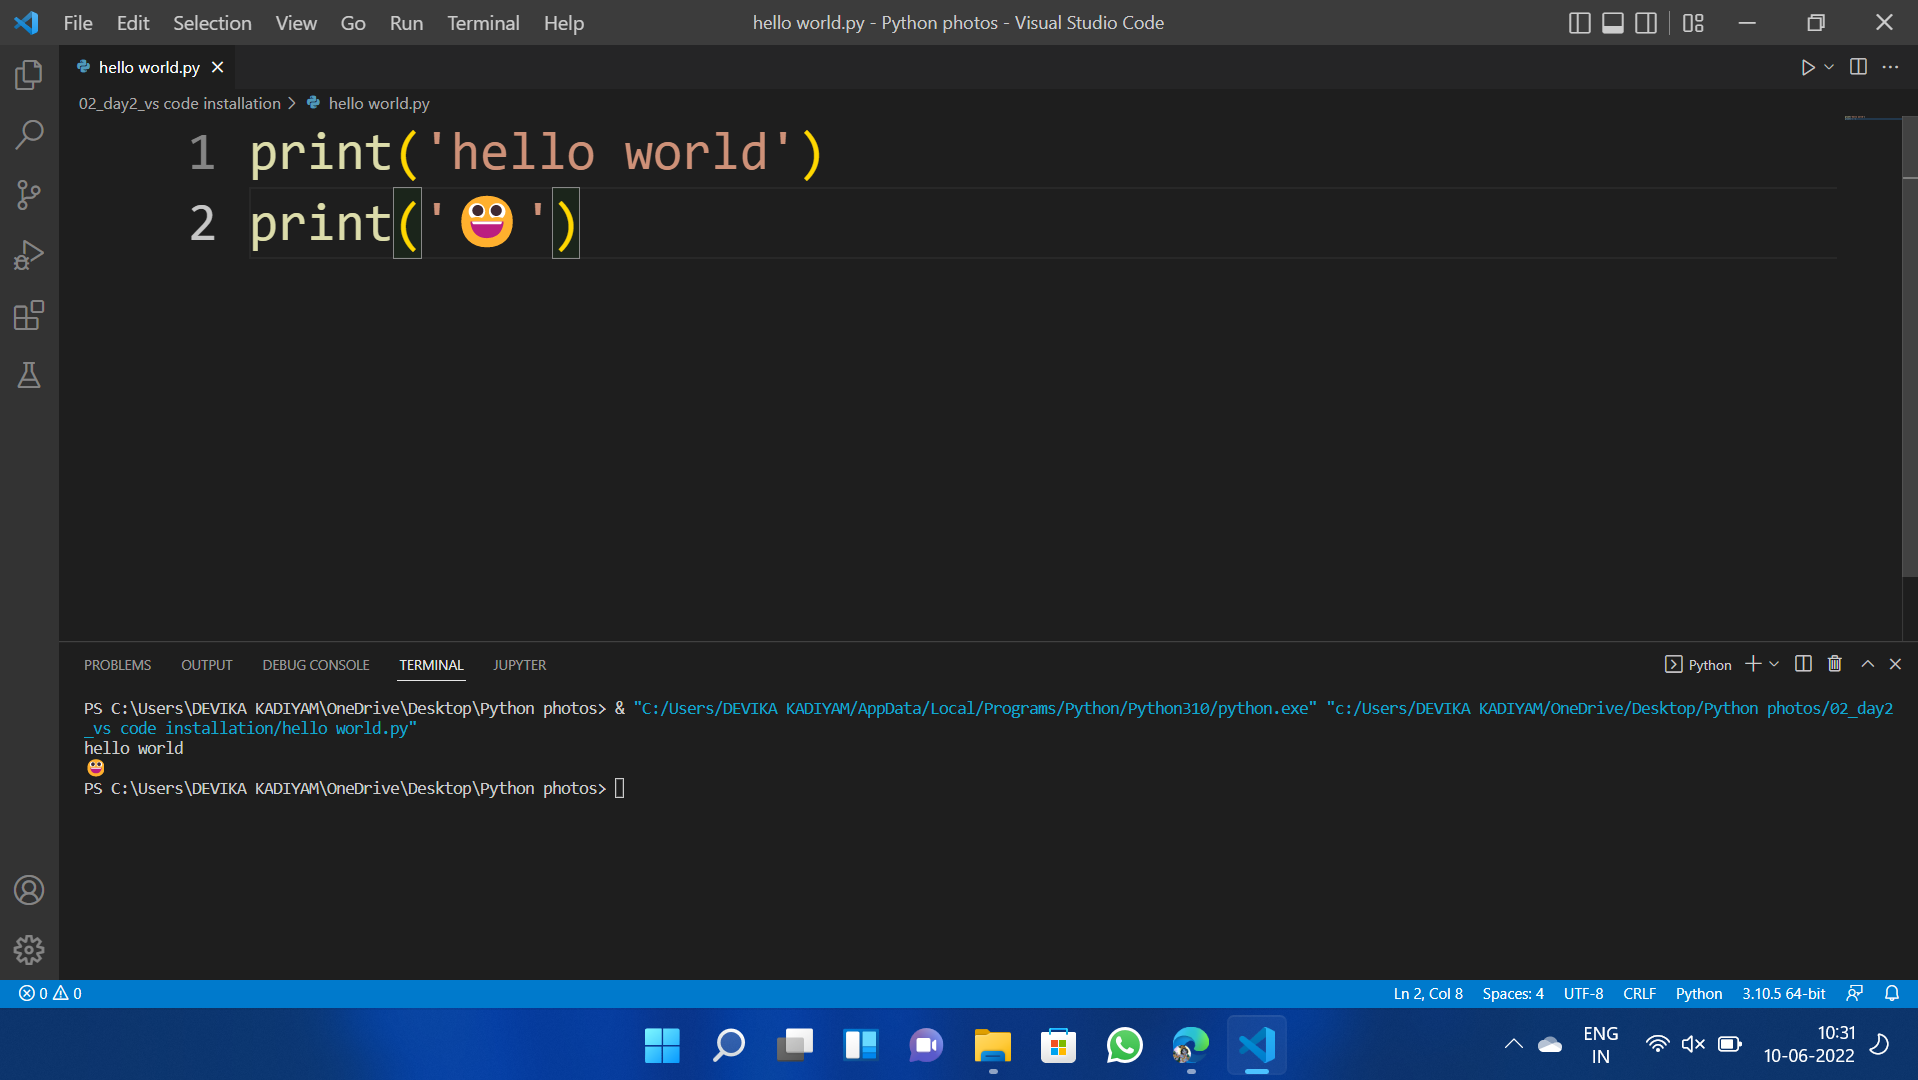 File Edit Selection View Go Run Terminal Help hello world.py - Python photos - Visual Studio Code
hello world.py
02_day2_vs code installation > hello world.py
1 print('hello world')
2 print('😀')
PROBLEMS OUTPUT DEBUG CONSOLE TERMINAL JUPYTER Python
PS C:\Users\DEVIKA KADIYAM\OneDrive\Desktop\Python photos> & "C:/Users/DEVIKA KADIYAM/AppData/Local/Programs/Python/Python310/python.exe" "c:/Users/DEVIKA KADIYAM/OneDrive/Desktop/Python photos/02_day2
_vs code installation/hello world.py"
hello world
😀
PS C:\Users\DEVIKA KADIYAM\OneDrive\Desktop\Python photos>
0 0 Ln 2, Col 8 Spaces: 4 UTF-8 CRLF Python 3.10.5 64-bit
ENG 10:31
IN 10-06-2022